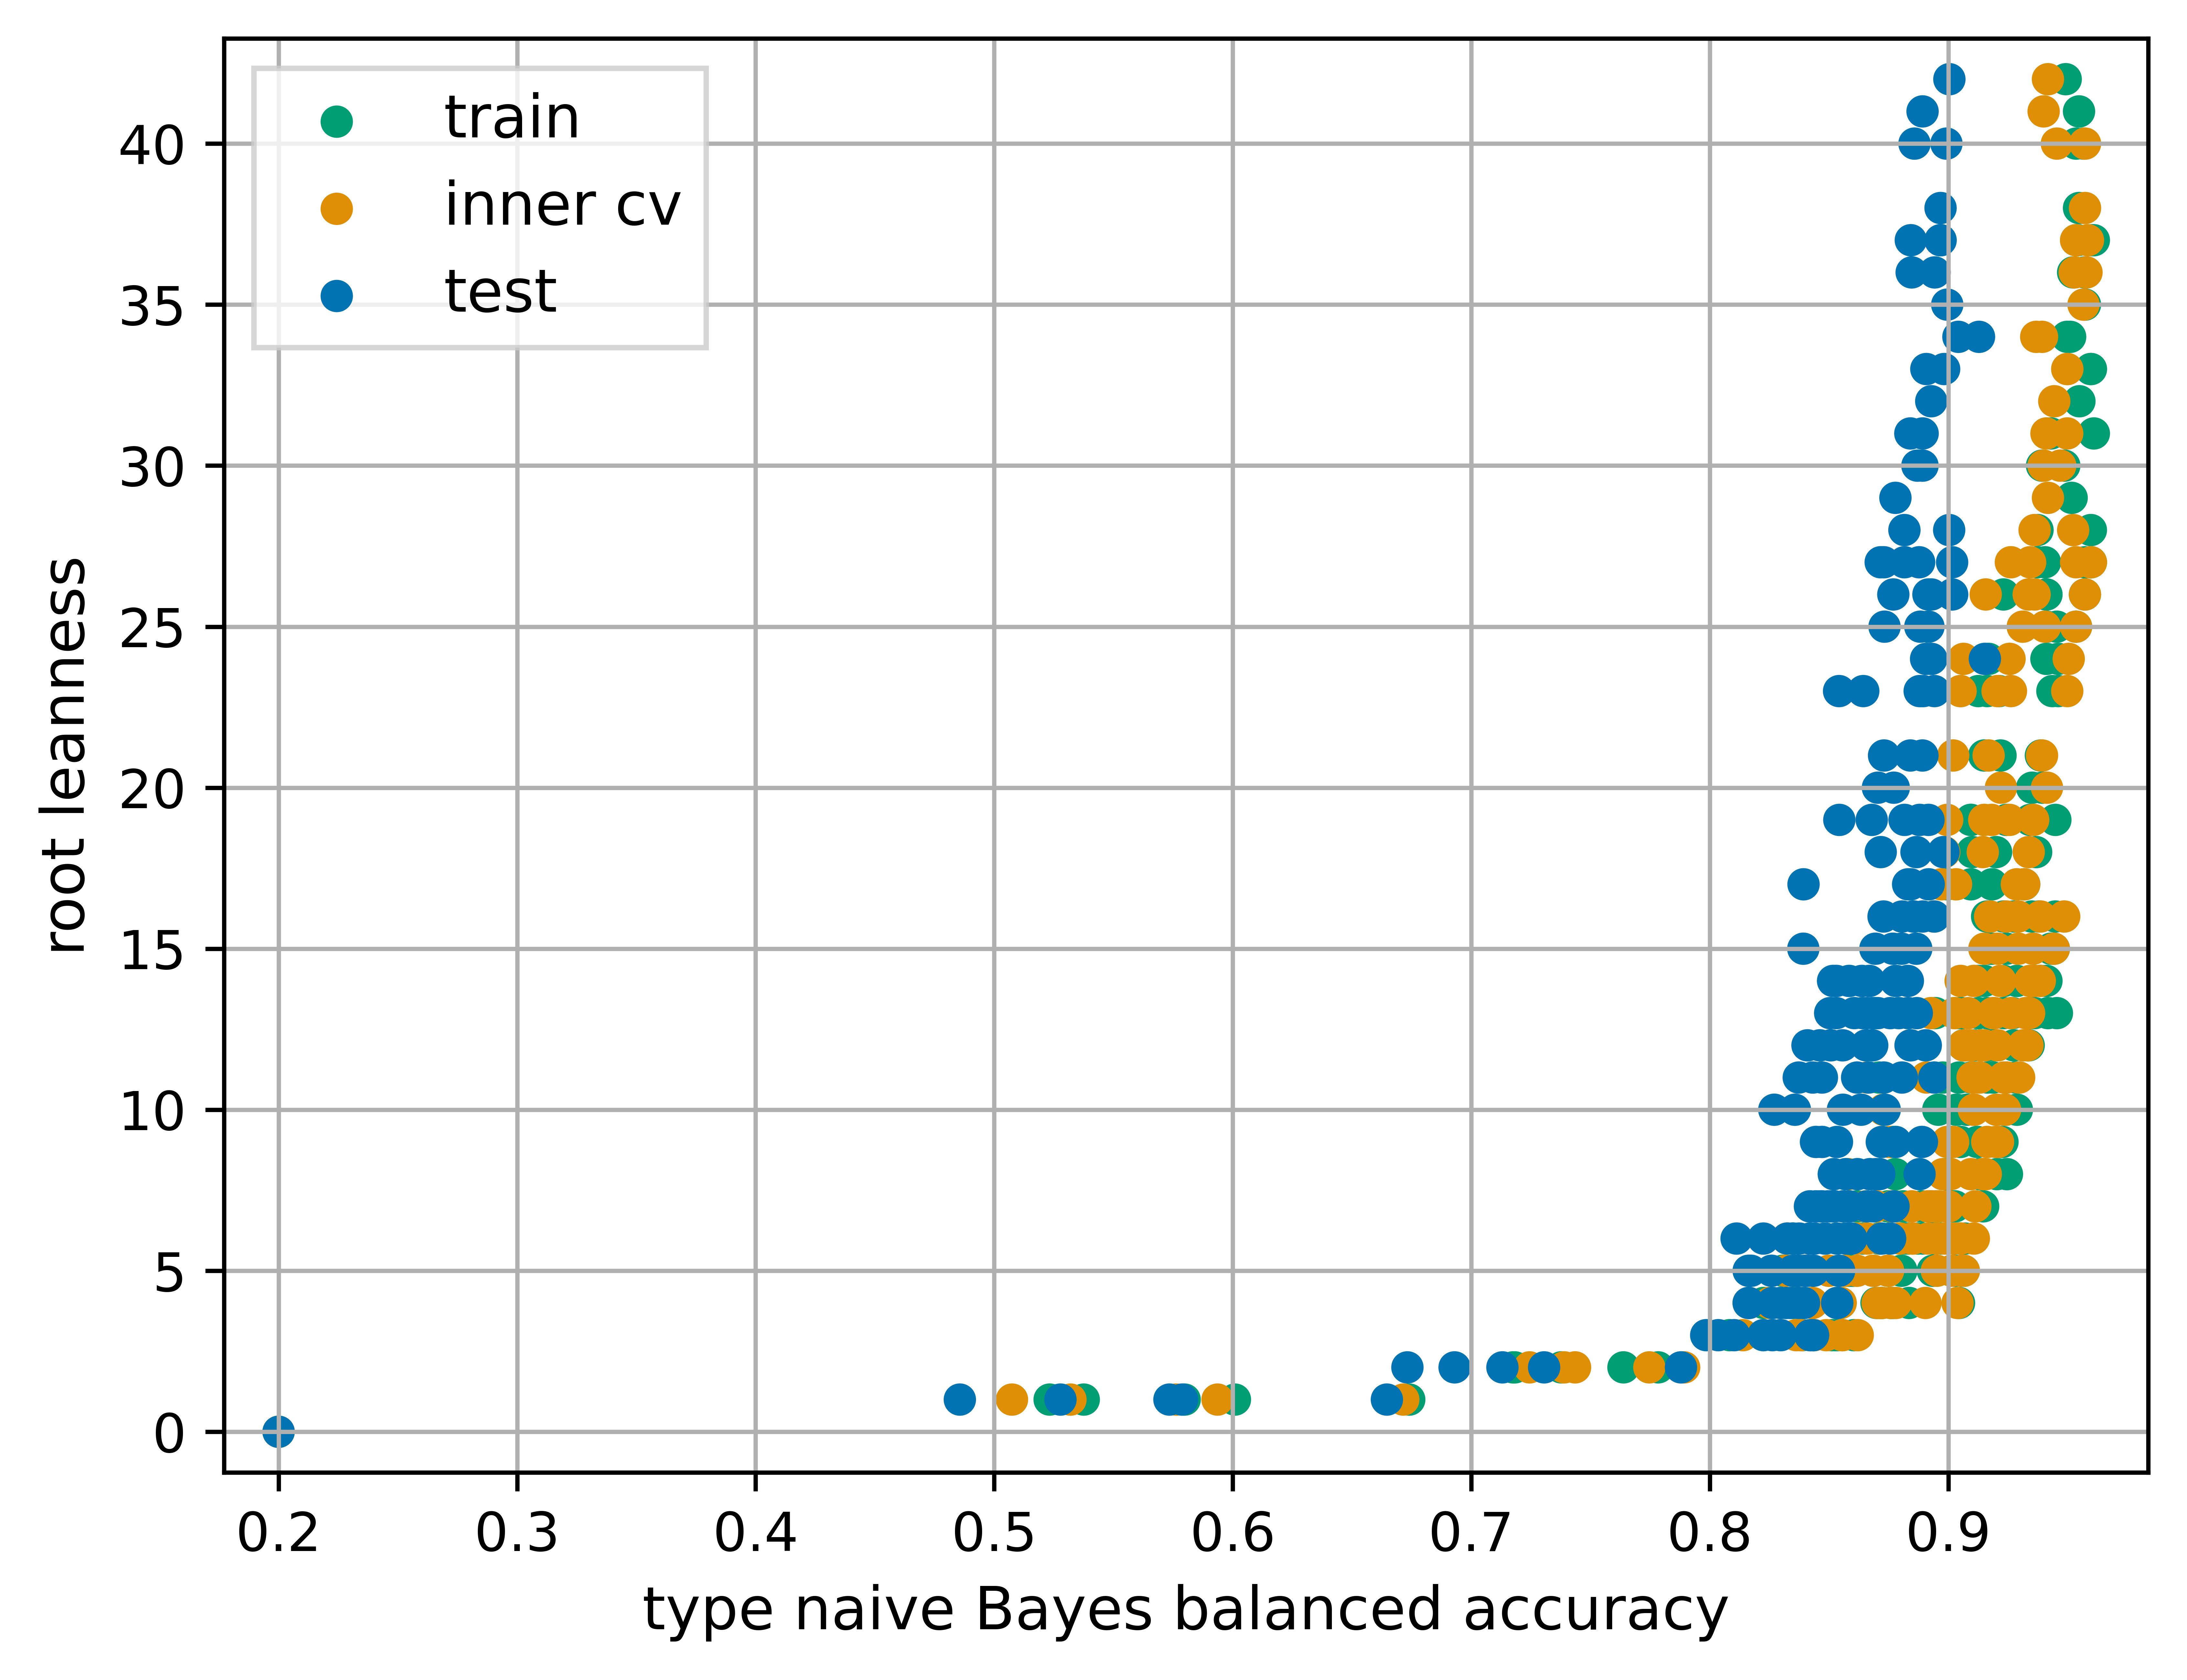 train
inner cv
test
root leanness
40
35
30
25
20
15
10
5
0
0.2 0.3 0.4 0.5 0.6 0.7 0.8 0.9
type naive Bayes balanced accuracy